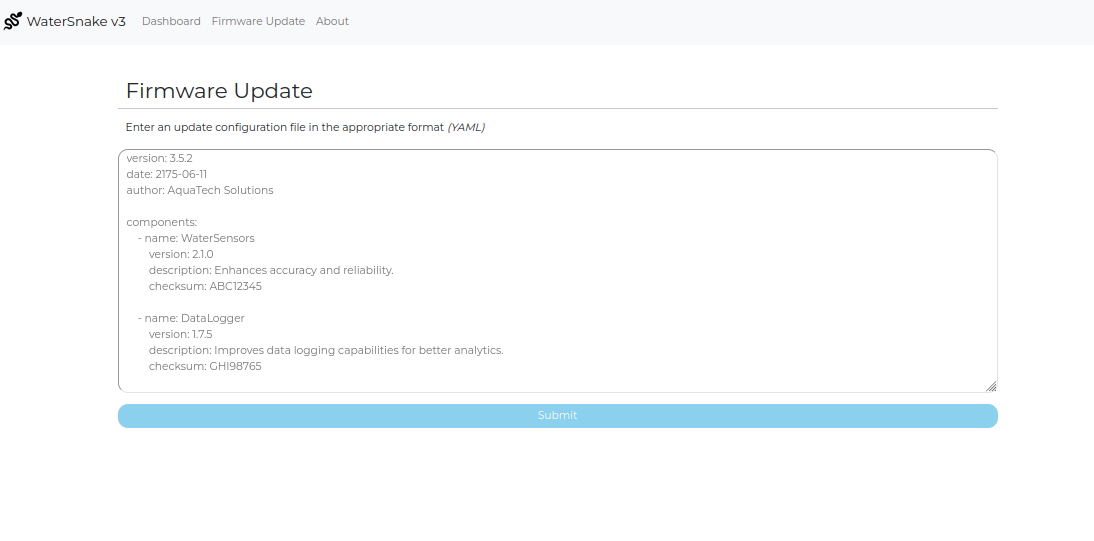 WaterSnake v3 Dashboard Firmware Update About
Firmware Update
Enter an update configuration file in the appropriate format (YAML)
version: 3.5.2
date: 2175-06-11
author: AquaTech Solutions
components:
- name: WaterSensors
version: 2.1.0
description: Enhances accuracy and reliability.
checksum: ABC12345
- name: DataLogger
version: 1.7.5
description: Improves data logging capabilities for better analytics.
checksum: GHI98765
Submit